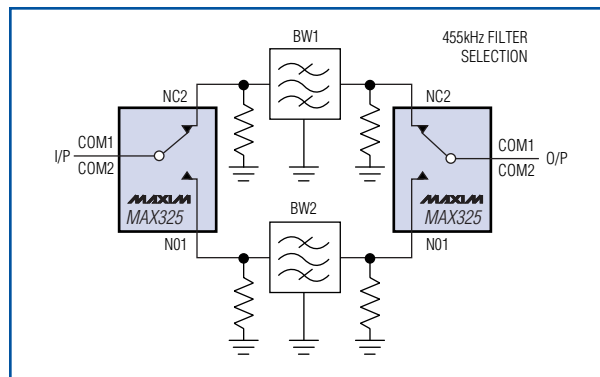 BW1
455kHz FILTER
SELECTION
NC2
NC2
I/P
COM1
COM2
MAXIM
MAX325
COM1
COM2
O/P
MAXIM
MAX325
N01
BW2
N01